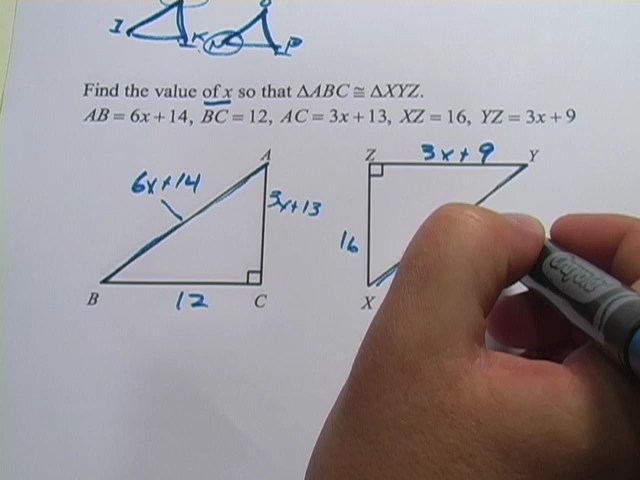 I K N P
Find the value of x so that ΔABC ≅ ΔXYZ.
AB = 6x + 14, BC = 12, AC = 3x + 13, XZ = 16, YZ = 3x + 9
A Z 3x+9 Y
6x+14
3x+13
16
B 12 C X
Crayola